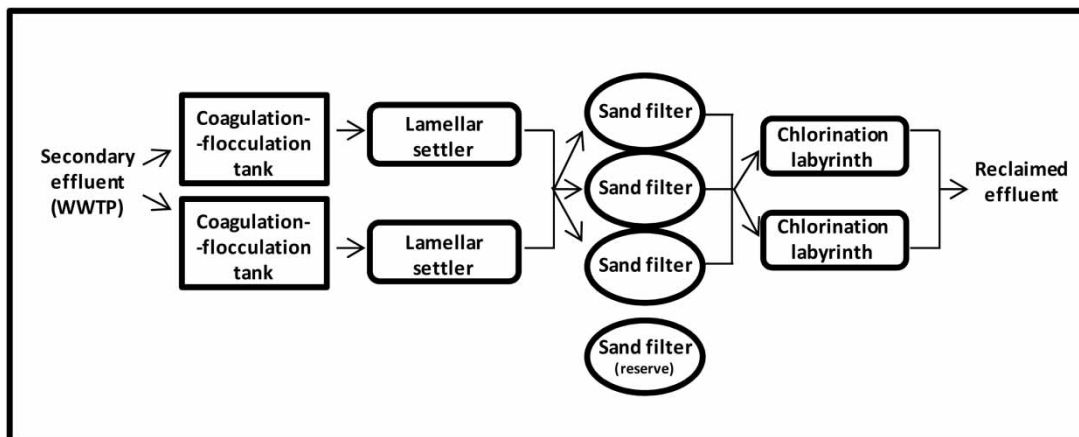 Secondary
effluent
(WWTP)
Coagulation-
-flocculation
tank
Coagulation-
-flocculation
tank
Lamellar
settler
Lamellar
settler
Sand filter
Sand filter
Sand filter
Sand filter
(reserve)
Chlorination
labyrinth
Chlorination
labyrinth
Reclaimed
effluent